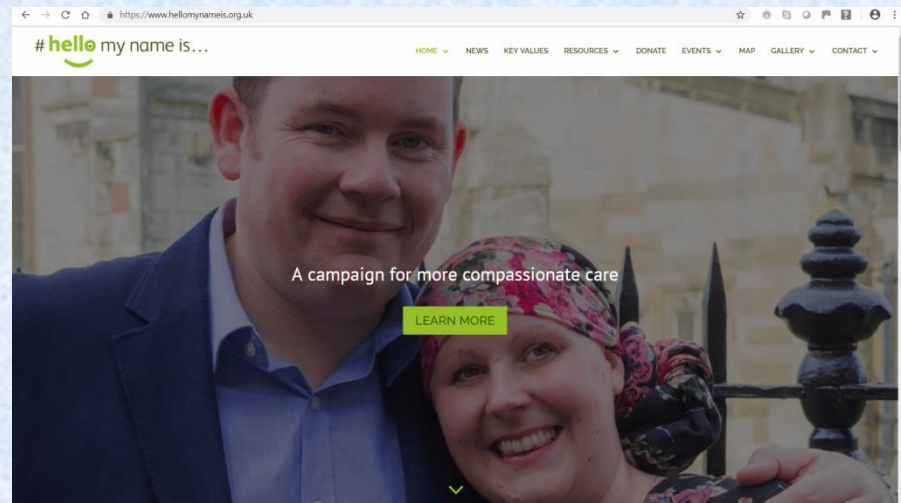 https://www.hellomynameis.org.uk
#hello my name is...
HOME NEWS KEY VALUES RESOURCES DONATE EVENTS MAP GALLERY CONTACT
A campaign for more compassionate care
LEARN MORE